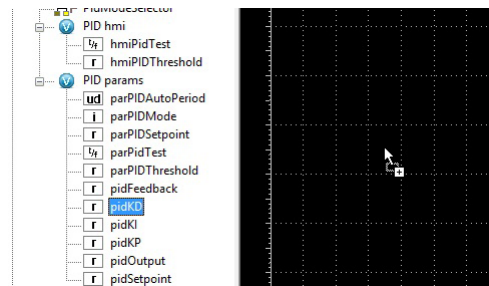 PidModeSelector
PID hmi
t/f hmiPidTest
r hmiPIDThreshold
PID params
ud parPIDAutoPeriod
i parPIDMode
r parPIDSetpoint
t/f parPidTest
r parPIDThreshold
r pidFeedback
r pidKD
r pidKI
r pidKP
r pidOutput
r pidSetpoint